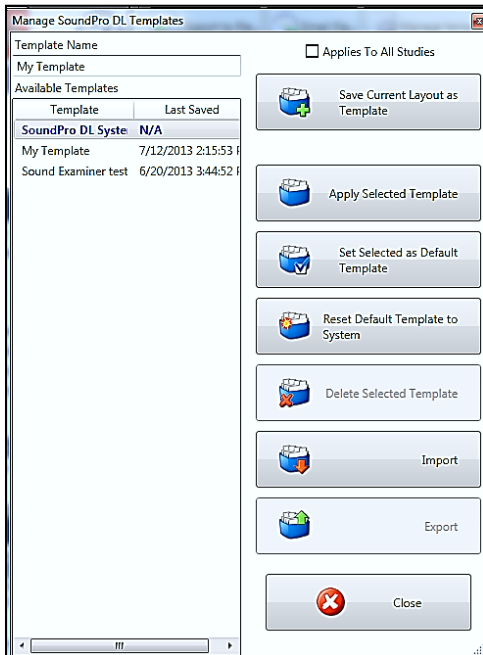 Manage SoundPro DL Templates
Template Name
Applies To All Studies
My Template
Available Templates
Template Last Saved
SoundPro DL Syste N/A
My Template 7/12/2013 2:15:53
Sound Examiner test 6/20/2013 3:44:52
Save Current Layout as
Template
Apply Selected Template
Set Selected as Default
Template
Reset Default Template to
System
Delete Selected Template
Import
Export
Close